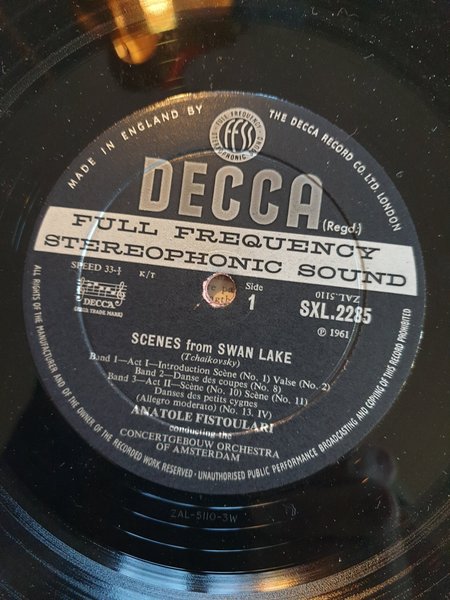 MADE IN ENGLAND BY
THE DECCA RECORD CO. LTD. LONDON
FULL FREQUENCY
STEREOPHONIC
FFSS
DECCA
(Regd.)
FULL FREQUENCY
STEREOPHONIC SOUND
SPEED 33⅓
K/T
Side
1
ZAL.5110
SXL.2285
DECCA
(REGD. TRADE MARK)
℗ 1961
SCENES from SWAN LAKE
(Tchaikovsky)
Band 1—Act I—Introduction Scène (No. 1) Valse (No. 2)
Band 2—Danse des coupes (No. 8)
Band 3—Act II—Scène (No. 10) Scène (No. 11)
Danses des petits cygnes
(Allegro moderato) (No. 13. IV)
ANATOLE FISTOULARI
conducting the
CONCERTGEBOUW ORCHESTRA
OF AMSTERDAM
ALL RIGHTS OF THE MANUFACTURER AND OF THE OWNER OF THE RECORDED WORK RESERVED · UNAUTHORISED PUBLIC PERFORMANCE BROADCASTING AND COPYING OF THIS RECORD PROHIBITED
ZAL-5110-3W